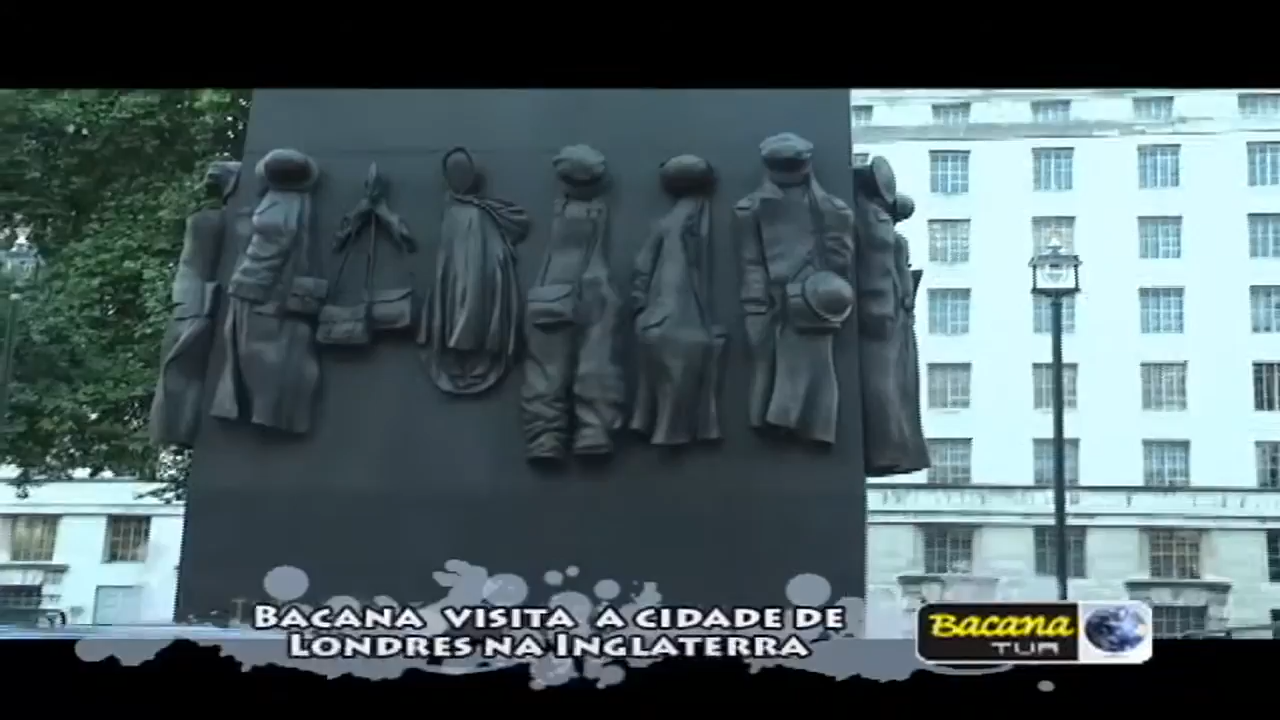 BACANA VISITA A CIDADE DE
LONDRES NA INGLATERRA
Bacana
TUR